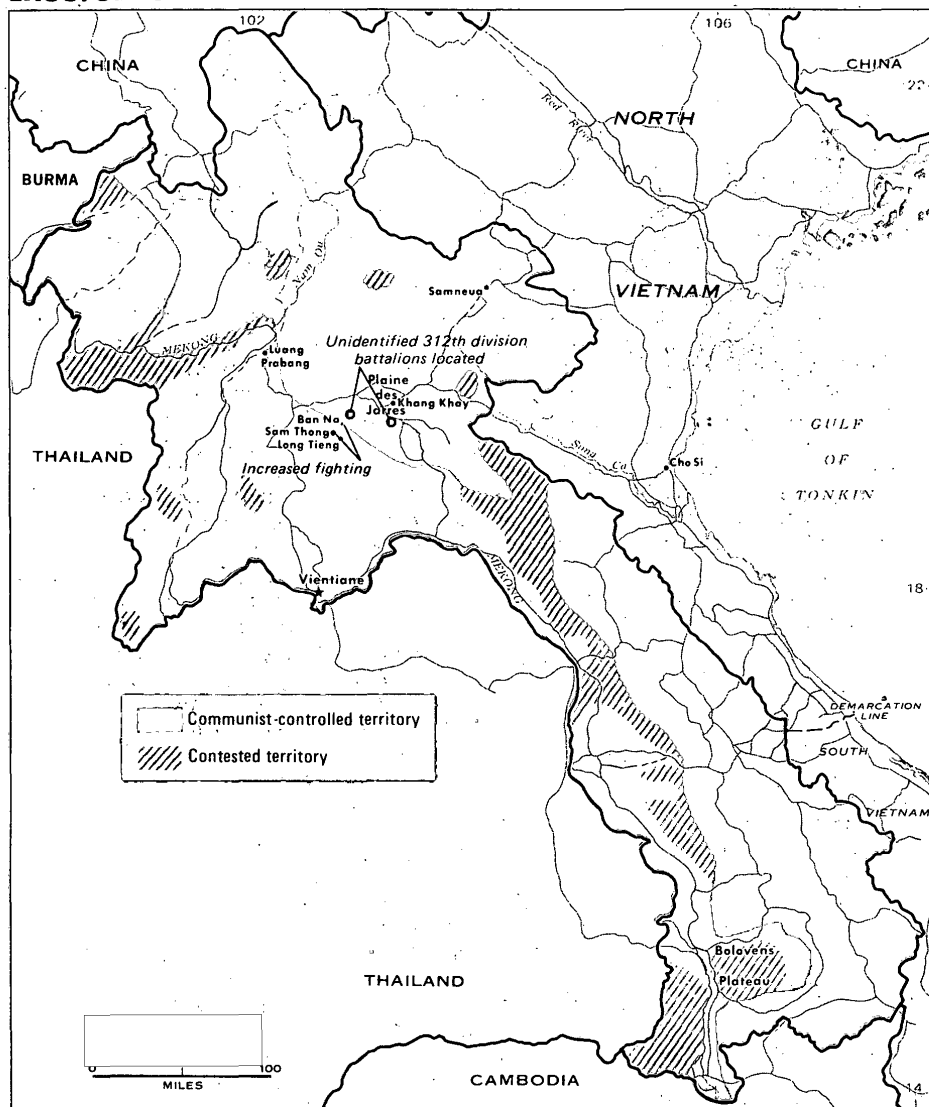 102
106
CHINA
CHINA
22
NORTH
Red River
BURMA
Nam Ou
VIETNAM
Samneua
MEKONG
Luang
Prabang
Unidentified 312th division
battalions located
Plaine
des
Jarres
Khang Khay
Ban Na
Sam Thong
Long Tieng
Increased fighting
THAILAND
GULF
OF
TONKIN
Song Ca
Cho Si
Vientiane
MEKONG
18
Communist-controlled territory
Contested territory
DEMARCATION
LINE
SOUTH
VIETNAM
Bolovens
Plateau
THAILAND
0 100
MILES
CAMBODIA
14